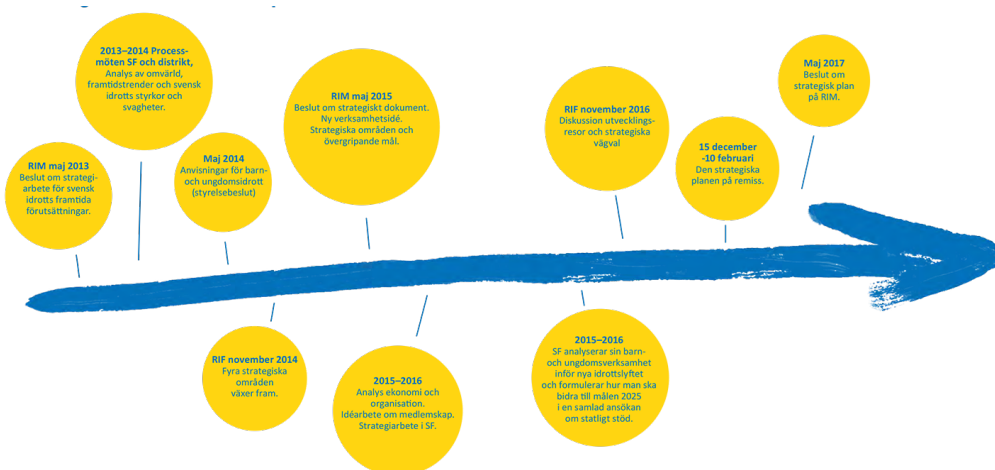 RIM maj 2013
Beslut om strategi-
arbete för svensk
idrotts framtida
förutsättningar.
2013–2014 Process-
möten SF och distrikt,
Analys av omvärld,
framtidstrender och svensk
idrotts styrkor och
svagheter.
Maj 2014
Anvisningar för barn-
och ungdomsidrott
(styrelsebeslut)
RIF november 2014
Fyra strategiska
områden
växer fram.
RIM maj 2015
Beslut om strategiskt dokument.
Ny verksamhetsidé.
Strategiska områden och
övergripande mål.
2015–2016
Analys ekonomi och
organisation.
Idéarbete om medlemskap.
Strategiarbete i SF.
2015–2016
SF analyserar sin barn-
och ungdomsverksamhet
inför nya idrottslyftet
och formulerar hur man ska
bidra till målen 2025
i en samlad ansökan
om statligt stöd.
RIF november 2016
Diskussion utvecklings-
resor och strategiska
vägval
15 december
-10 februari
Den strategiska
planen på remiss.
Maj 2017
Beslut om
strategisk plan
på RIM.